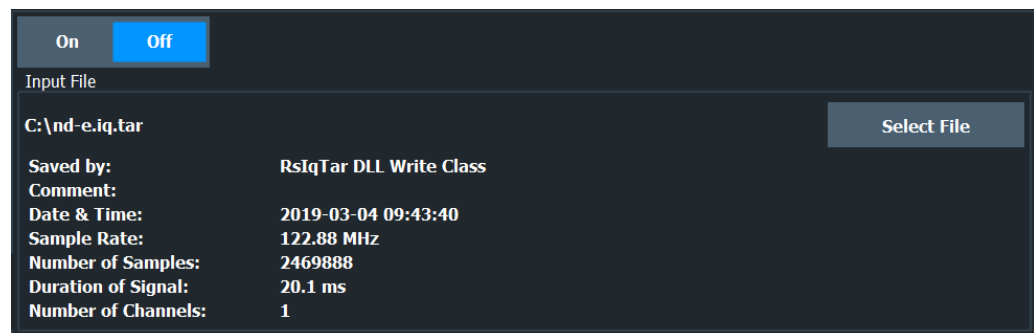 On Off
Input File
C:\nd-e.iq.tar Select File
Saved by: RsIqTar DLL Write Class
Comment:
Date & Time: 2019-03-04 09:43:40
Sample Rate: 122.88 MHz
Number of Samples: 2469888
Duration of Signal: 20.1 ms
Number of Channels: 1